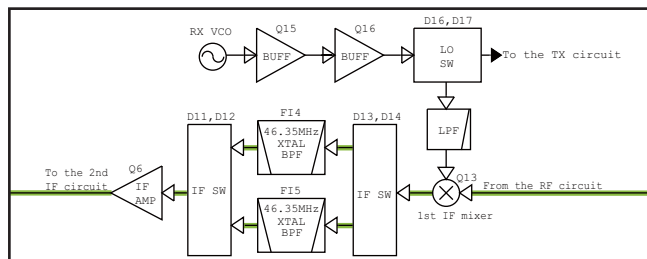 Q15
Q16
D16,D17
RX VCO
BUFF
BUFF
LO
SW
To the TX circuit
LPF
D11,D12
FI4
D13,D14
46.35MHz
XTAL
BPF
Q6
To the 2nd
IF circuit
IF
AMP
IF SW
IF SW
Q13
From the RF circuit
1st IF mixer
FI5
46.35MHz
XTAL
BPF